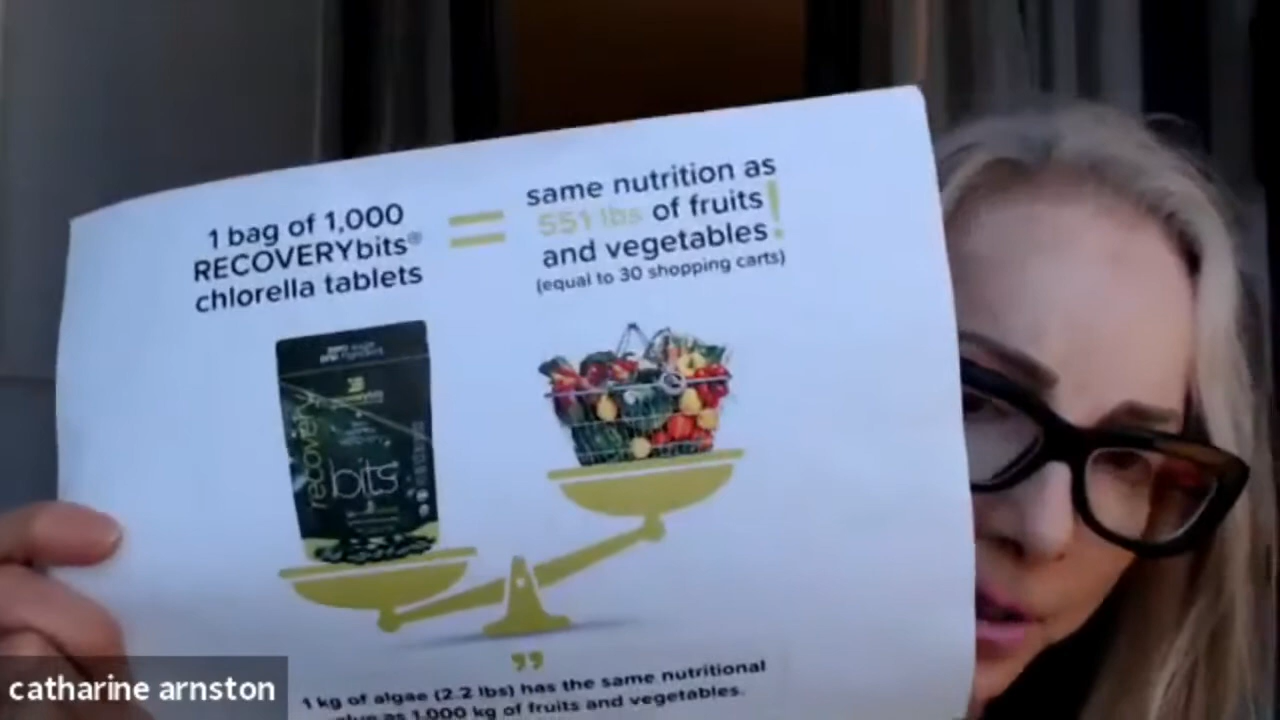 1 bag of 1,000
RECOVERYbits®
chlorella tablets
=
same nutrition as
551 lbs of fruits!
and vegetables
(equal to 30 shopping carts)
recovery
bits
”
1 kg of algae (2.2 lbs) has the same nutritional
as 1,000 kg of fruits and vegetables.
catharine arnston